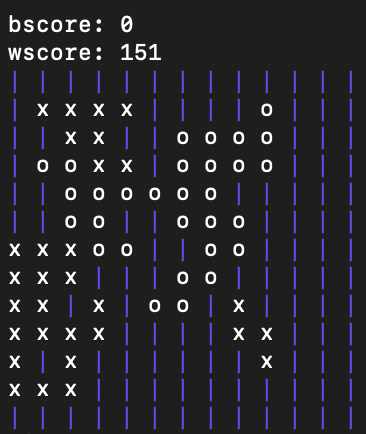 bscore: 0
wscore: 151
| | | | | | | | | | | | |
| x x x x | | | | o | | |
| | x x | | o o o o | | |
| o o x x | o o o o | | |
| | o o o o o o | | | | |
| | o o | | o o o | | | |
x x x o o | | o o | | | |
x x x | | | o o | | | | |
x x | x | o o | x | | | |
x x x x | | | | x x | | |
x | x | | | | | | x | | |
x x x | | | | | | | | | |
| | | | | | | | | | | | |